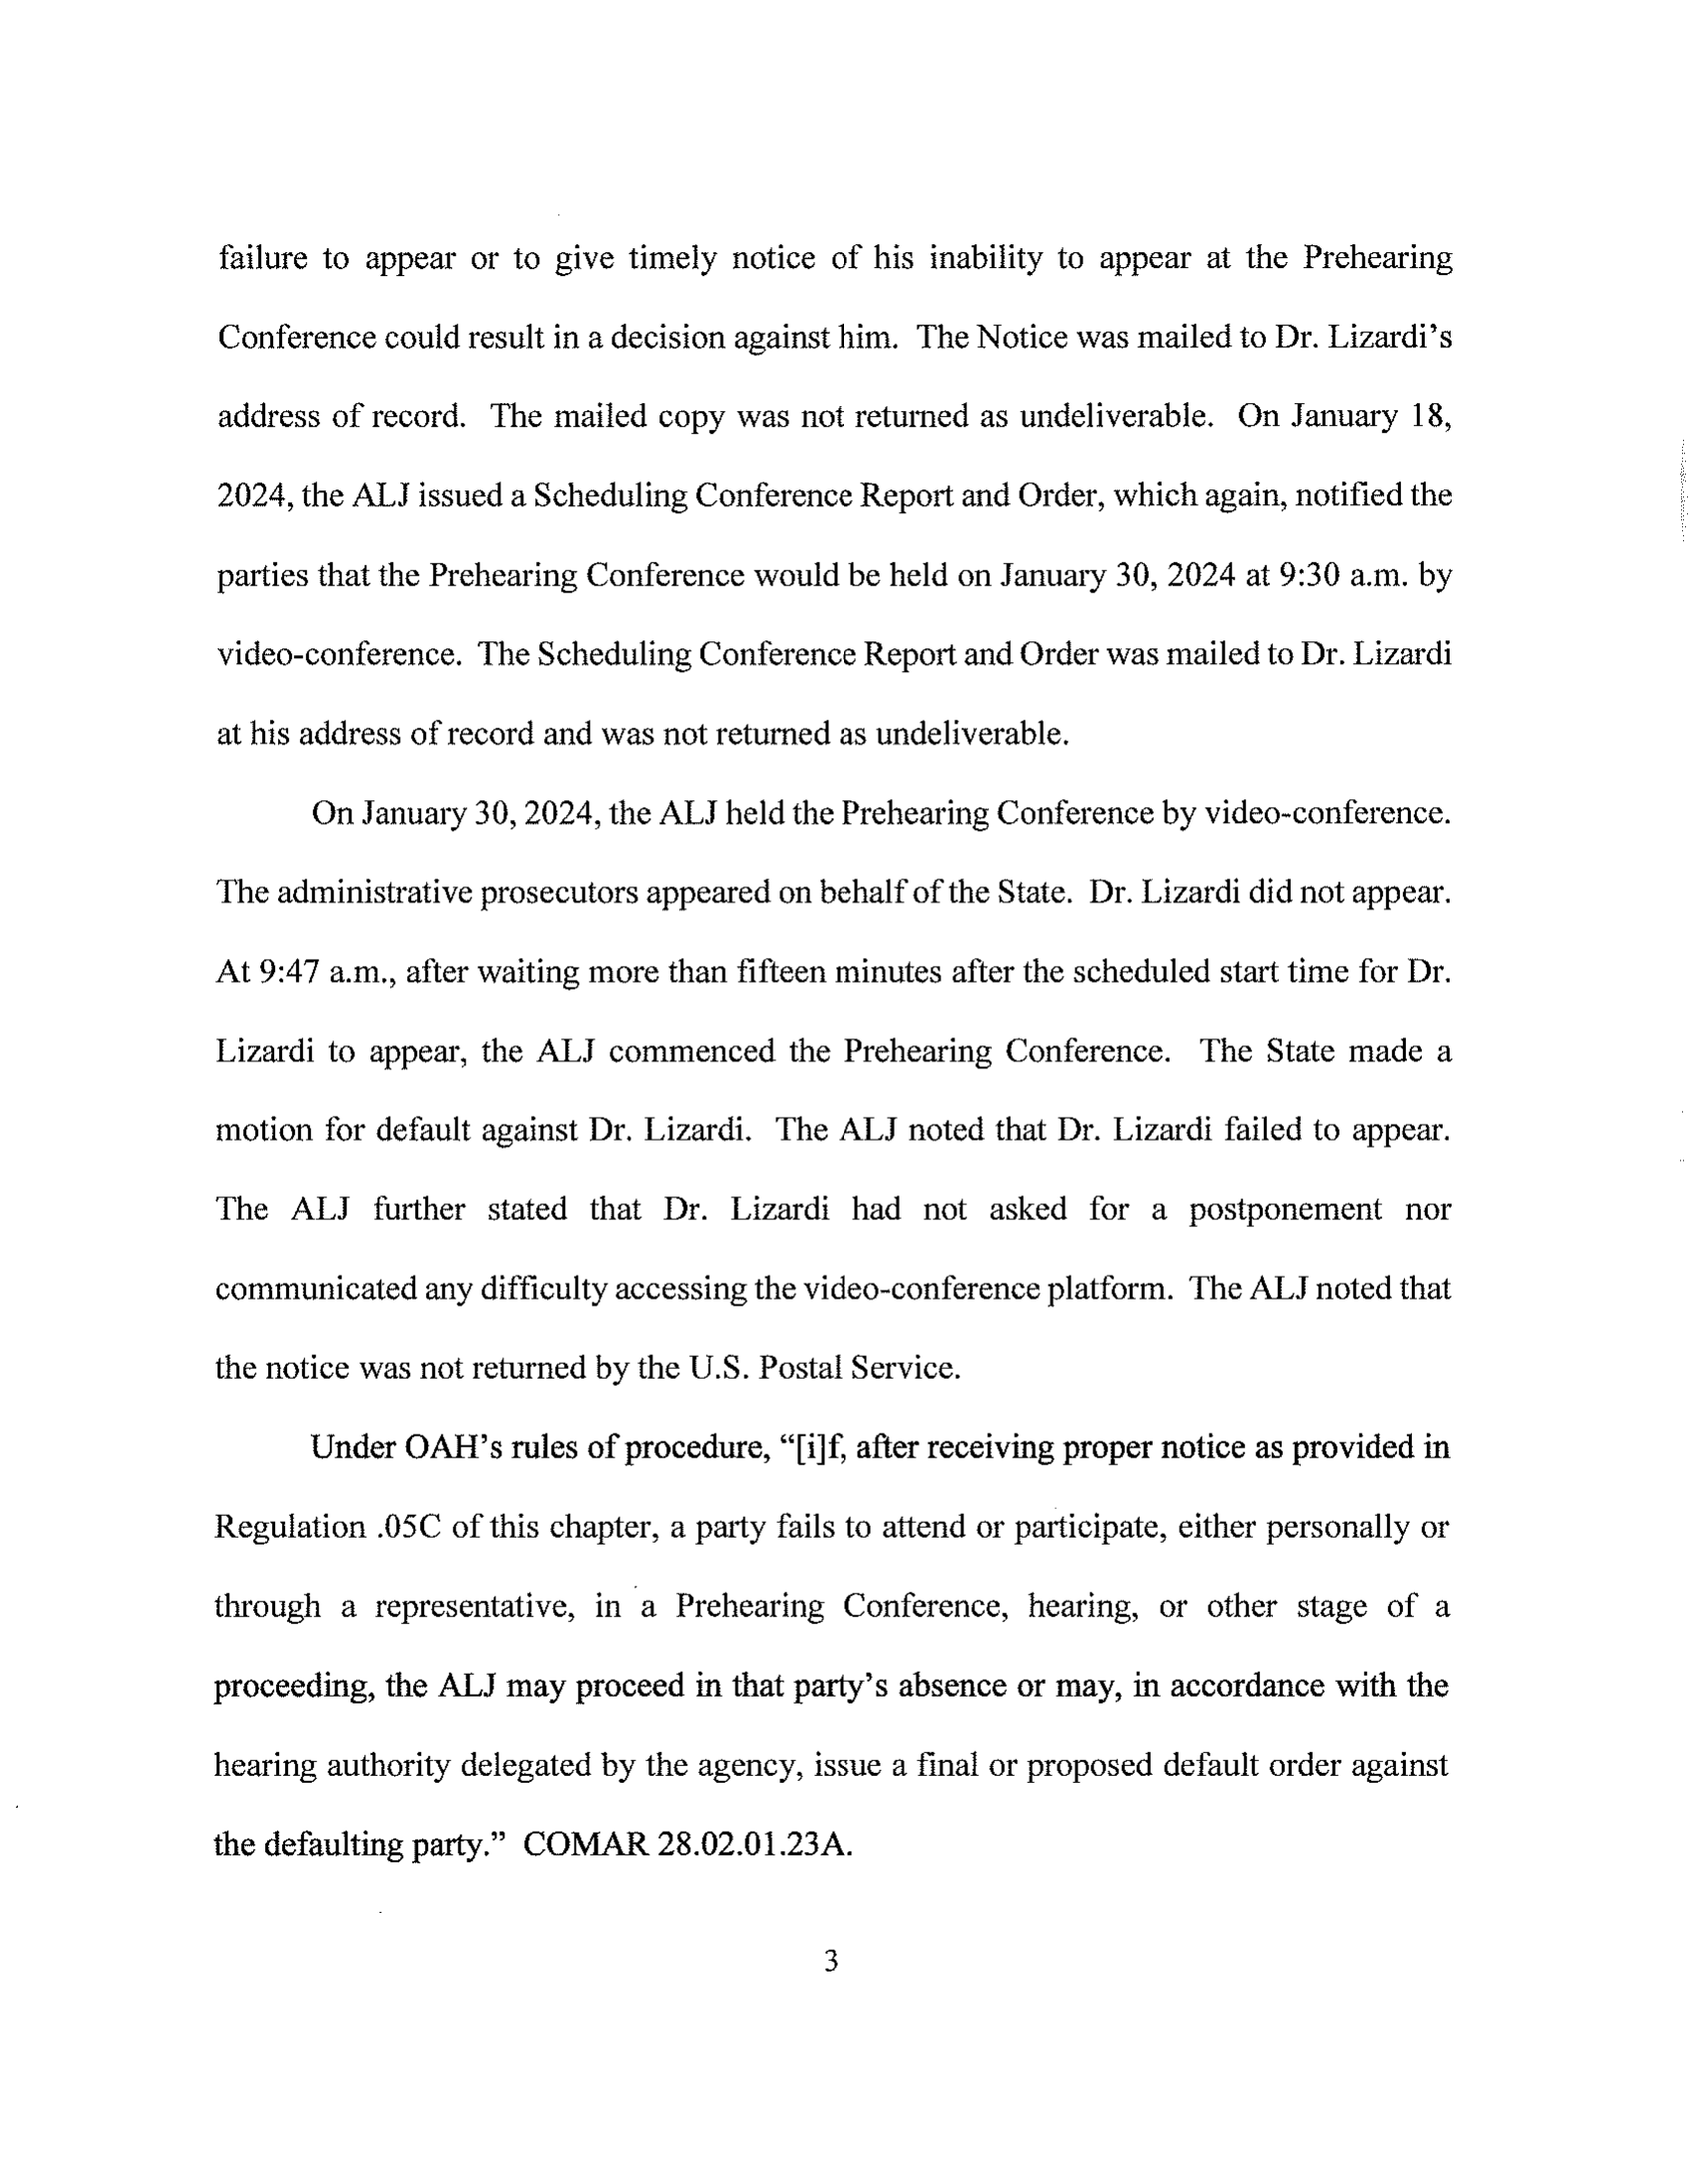 failure to appear or to give timely notice of his inability to appear at the Prehearing
Conference could result in a decision against him. The Notice was mailed to Dr. Lizardi’s
address of record. The mailed copy was not returned as undeliverable. On January 18,
2024, the ALJ issued a Scheduling Conference Report and Order, which again, notified the
parties that the Prehearing Conference would be held on January 30, 2024 at 9:30 a.m. by
video-conference. The Scheduling Conference Report and Order was mailed to Dr. Lizardi
at his address of record and was not returned as undeliverable.
On January 30, 2024, the ALJ held the Prehearing Conference by video-conference.
The administrative prosecutors appeared on behalf of the State. Dr. Lizardi did not appear.
At 9:47 a.m., after waiting more than fifteen minutes after the scheduled start time for Dr.
Lizardi to appear, the ALJ commenced the Prehearing Conference. The State made a
motion for default against Dr. Lizardi. The ALJ noted that Dr. Lizardi failed to appear.
The ALJ further stated that Dr. Lizardi had not asked for a postponement nor
communicated any difficulty accessing the video-conference platform. The ALJ noted that
the notice was not returned by the U.S. Postal Service.
Under OAH’s rules of procedure, “[i]f, after receiving proper notice as provided in
Regulation .05C of this chapter, a party fails to attend or participate, either personally or
through a representative, in a Prehearing Conference, hearing, or other stage of a
proceeding, the ALJ may proceed in that party’s absence or may, in accordance with the
hearing authority delegated by the agency, issue a final or proposed default order against
the defaulting party.” COMAR 28.02.01.23A.
3